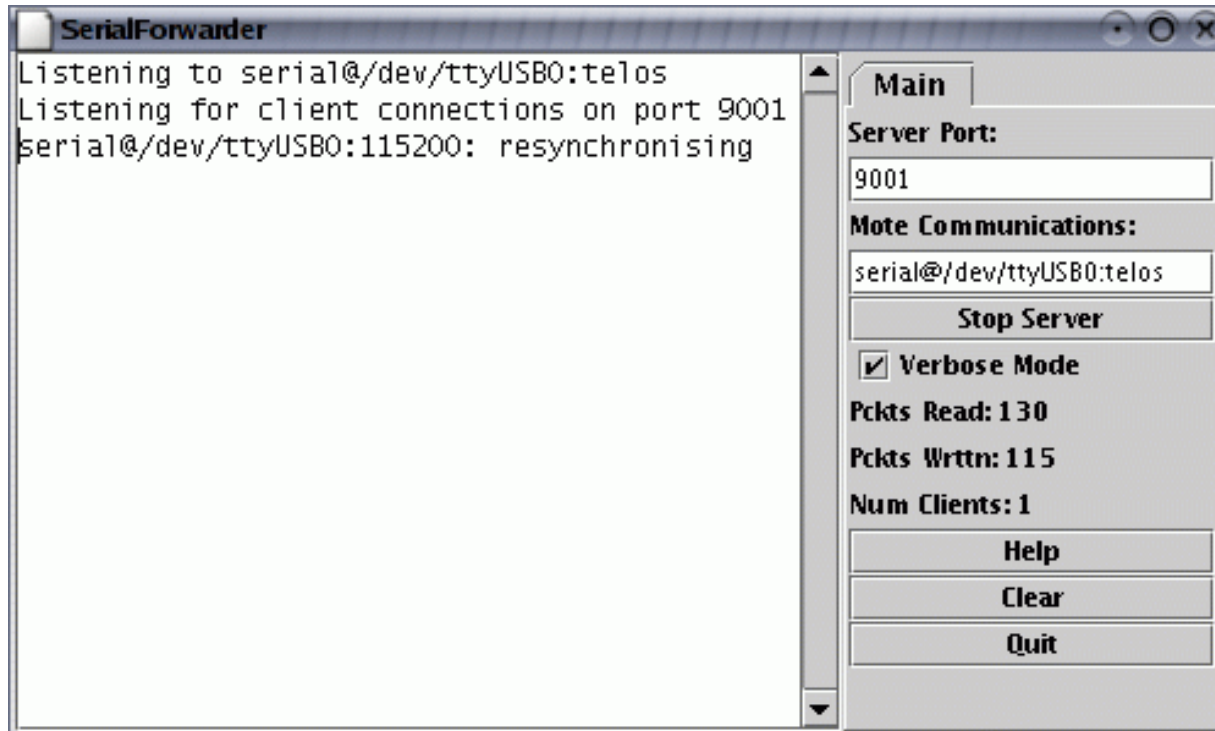 SerialForwarder
Listening to serial@/dev/ttyUSB0:telos
Listening for client connections on port 9001
serial@/dev/ttyUSB0:115200: resynchronising
Main
Server Port:
9001
Mote Communications:
serial@/dev/ttyUSB0:telos
Stop Server
Verbose Mode
Pckts Read: 130
Pckts Wrttn: 115
Num Clients: 1
Help
Clear
Quit